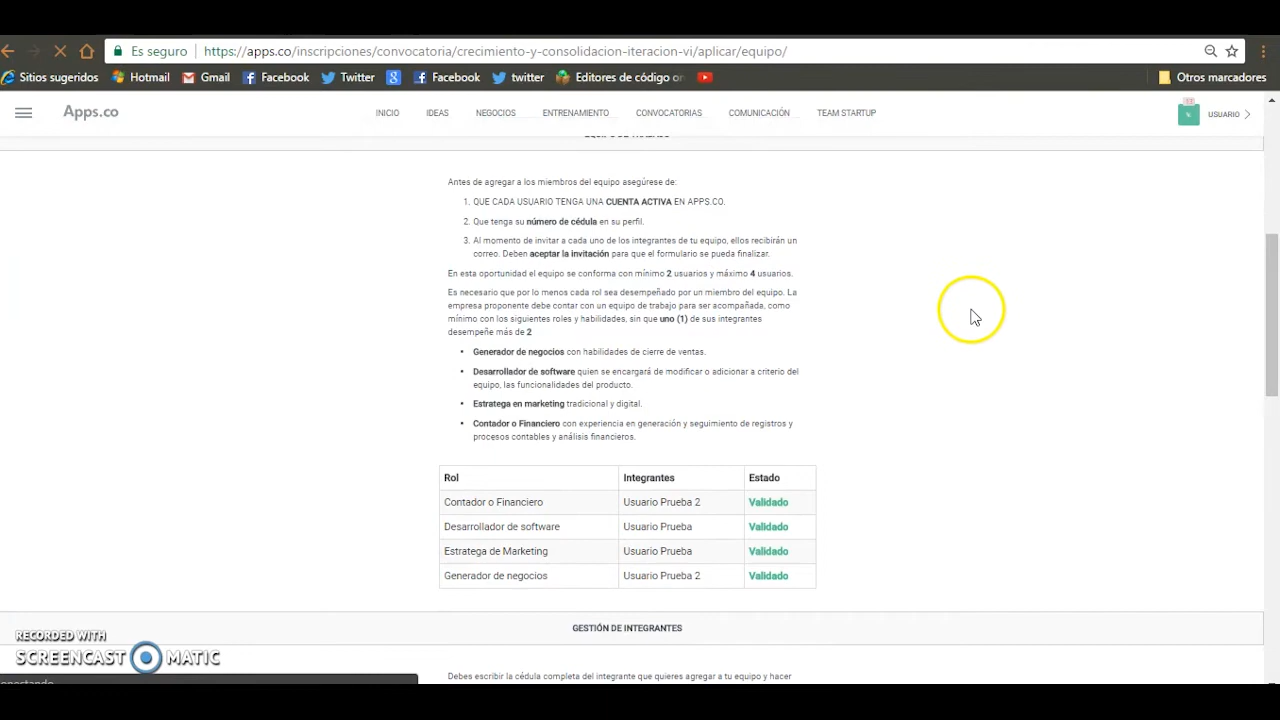 Es seguro https://apps.co/inscripciones/convocatoria/crecimiento-y-consolidacion-iteracion-vi/aplicar/equipo/
Sitios sugeridos Hotmail Gmail Facebook Twitter Facebook twitter Editores de código on Otros marcadores
Apps.co INICIO IDEAS NEGOCIOS ENTRENAMIENTO CONVOCATORIAS COMUNICACIÓN TEAM STARTUP USUARIO
EQUIPO DE TRABAJO
Antes de agregar a los miembros del equipo asegúrese de:
1. QUE CADA USUARIO TENGA UNA CUENTA ACTIVA EN APPS.CO.
2. Que tenga su número de cédula en su perfil.
3. Al momento de invitar a cada uno de los integrantes de tu equipo, ellos recibirán un
correo. Deben aceptar la invitación para que el formulario se pueda finalizar.
En esta oportunidad el equipo se conforma con mínimo 2 usuarios y máximo 4 usuarios.
Es necesario que por lo menos cada rol sea desempeñado por un miembro del equipo. La
empresa proponente debe contar con un equipo de trabajo para ser acompañada, como
mínimo con los siguientes roles y habilidades, sin que uno (1) de sus integrantes
desempeñe más de 2
• Generador de negocios con habilidades de cierre de ventas.
• Desarrollador de software quien se encargará de modificar o adicionar a criterio del
equipo, las funcionalidades del producto.
• Estratega en marketing tradicional y digital.
• Contador o Financiero con experiencia en generación y seguimiento de registros y
procesos contables y análisis financieros.
Rol Integrantes Estado
Contador o Financiero Usuario Prueba 2 Validado
Desarrollador de software Usuario Prueba Validado
Estratega de Marketing Usuario Prueba Validado
Generador de negocios Usuario Prueba 2 Validado
GESTIÓN DE INTEGRANTES
RECORDED WITH
SCREENCAST MATIC
Debes escribir la cédula completa del integrante que quieres agregar a tu equipo y hacer